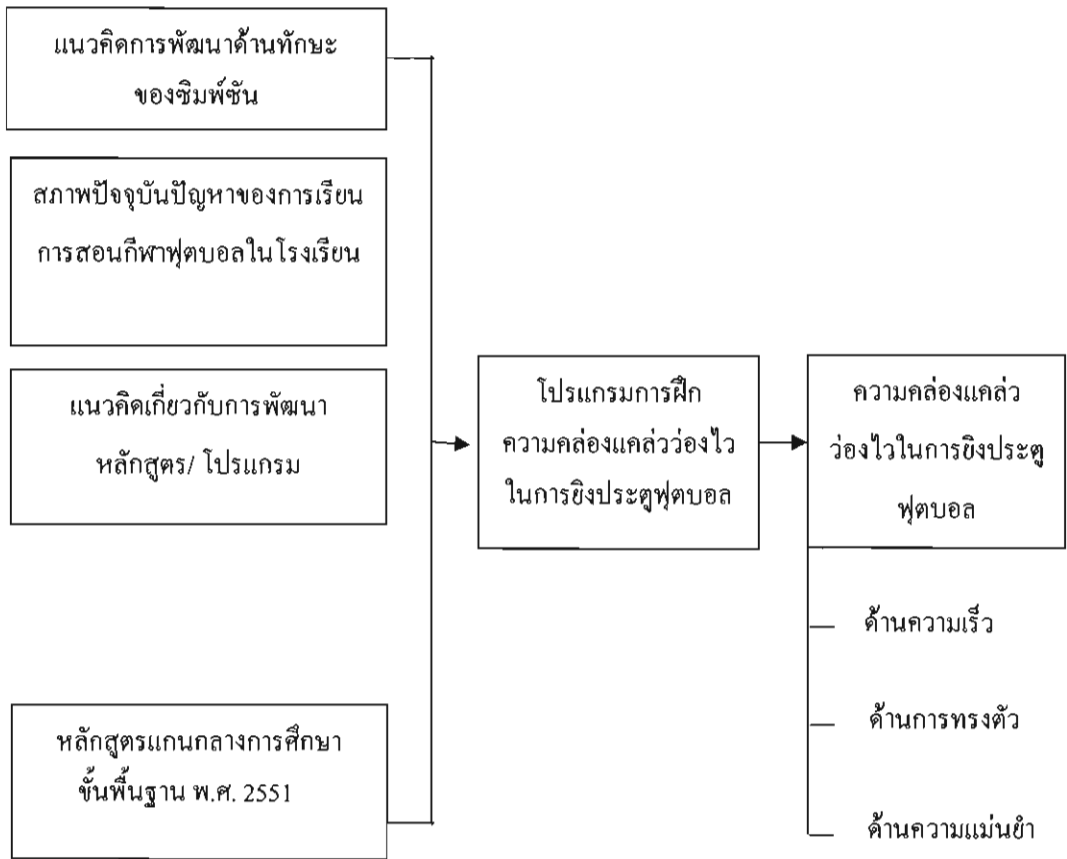 แนวคิดการพัฒนาด้านทักษะ
ของซิมพ์ซัน
สภาพปัจจุบันปัญหาของการเรียน
การสอนกีฬาฟุตบอลในโรงเรียน
แนวคิดเกี่ยวกับการพัฒนา
หลักสูตร/ โปรแกรม
หลักสูตรแกนกลางการศึกษา
ขั้นพื้นฐาน พ.ศ. 2551
โปรแกรมการฝึก
ความคล่องแคล่วว่องไว
ในการยิงประตูฟุตบอล
ความคล่องแคล่ว
ว่องไวในการยิงประตู
ฟุตบอล
ด้านความเร็ว
ด้านการทรงตัว
ด้านความแม่นยำ